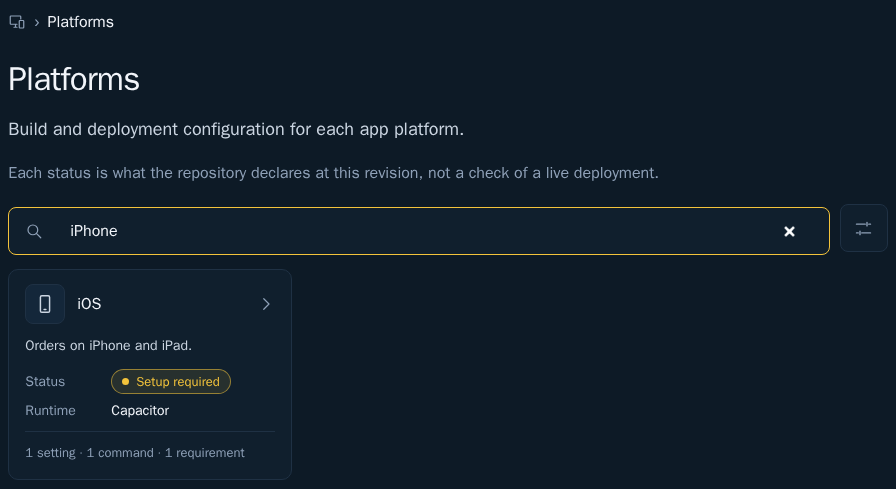 › Platforms
Platforms
Build and deployment configuration for each app platform.
Each status is what the repository declares at this revision, not a check of a live deployment.
iPhone
iOS
Orders on iPhone and iPad.
Status Setup required
Runtime Capacitor
1 setting · 1 command · 1 requirement